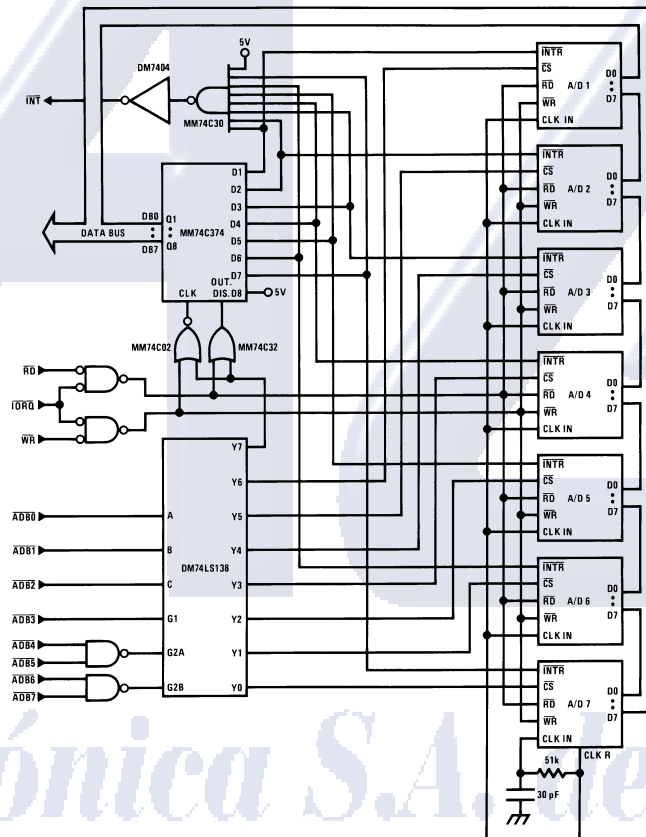 5V
DM7404
INT
MM74C30
D1
D2
D3
D4
D5
D6
D7
D8
DB0
Q1
MM74C374
DATA BUS
DB7
Q8
OUT.
CLK
DIS.
5V
MM74C02
MM74C32
RD
IORQ
WR
ADB0
ADB1
ADB2
ADB3
ADB4
ADB5
ADB6
ADB7
A
B
C
G1
G2A
G2B
DM74LS138
Y7
Y6
Y5
Y4
Y3
Y2
Y1
Y0
INTR
CS
RD A/D 1
WR
CLK IN
D0
D7
INTR
CS
RD A/D 2
WR
CLK IN
D0
D7
INTR
CS
RD A/D 3
WR
CLK IN
D0
D7
INTR
CS
RD A/D 4
WR
CLK IN
D0
D7
INTR
CS
RD A/D 5
WR
CLK IN
D0
D7
INTR
CS
RD A/D 6
WR
CLK IN
D0
D7
INTR
CS
RD A/D 7
WR
CLK IN
D0
D7
CLK R
51k
30 pF
ónica S.A. de